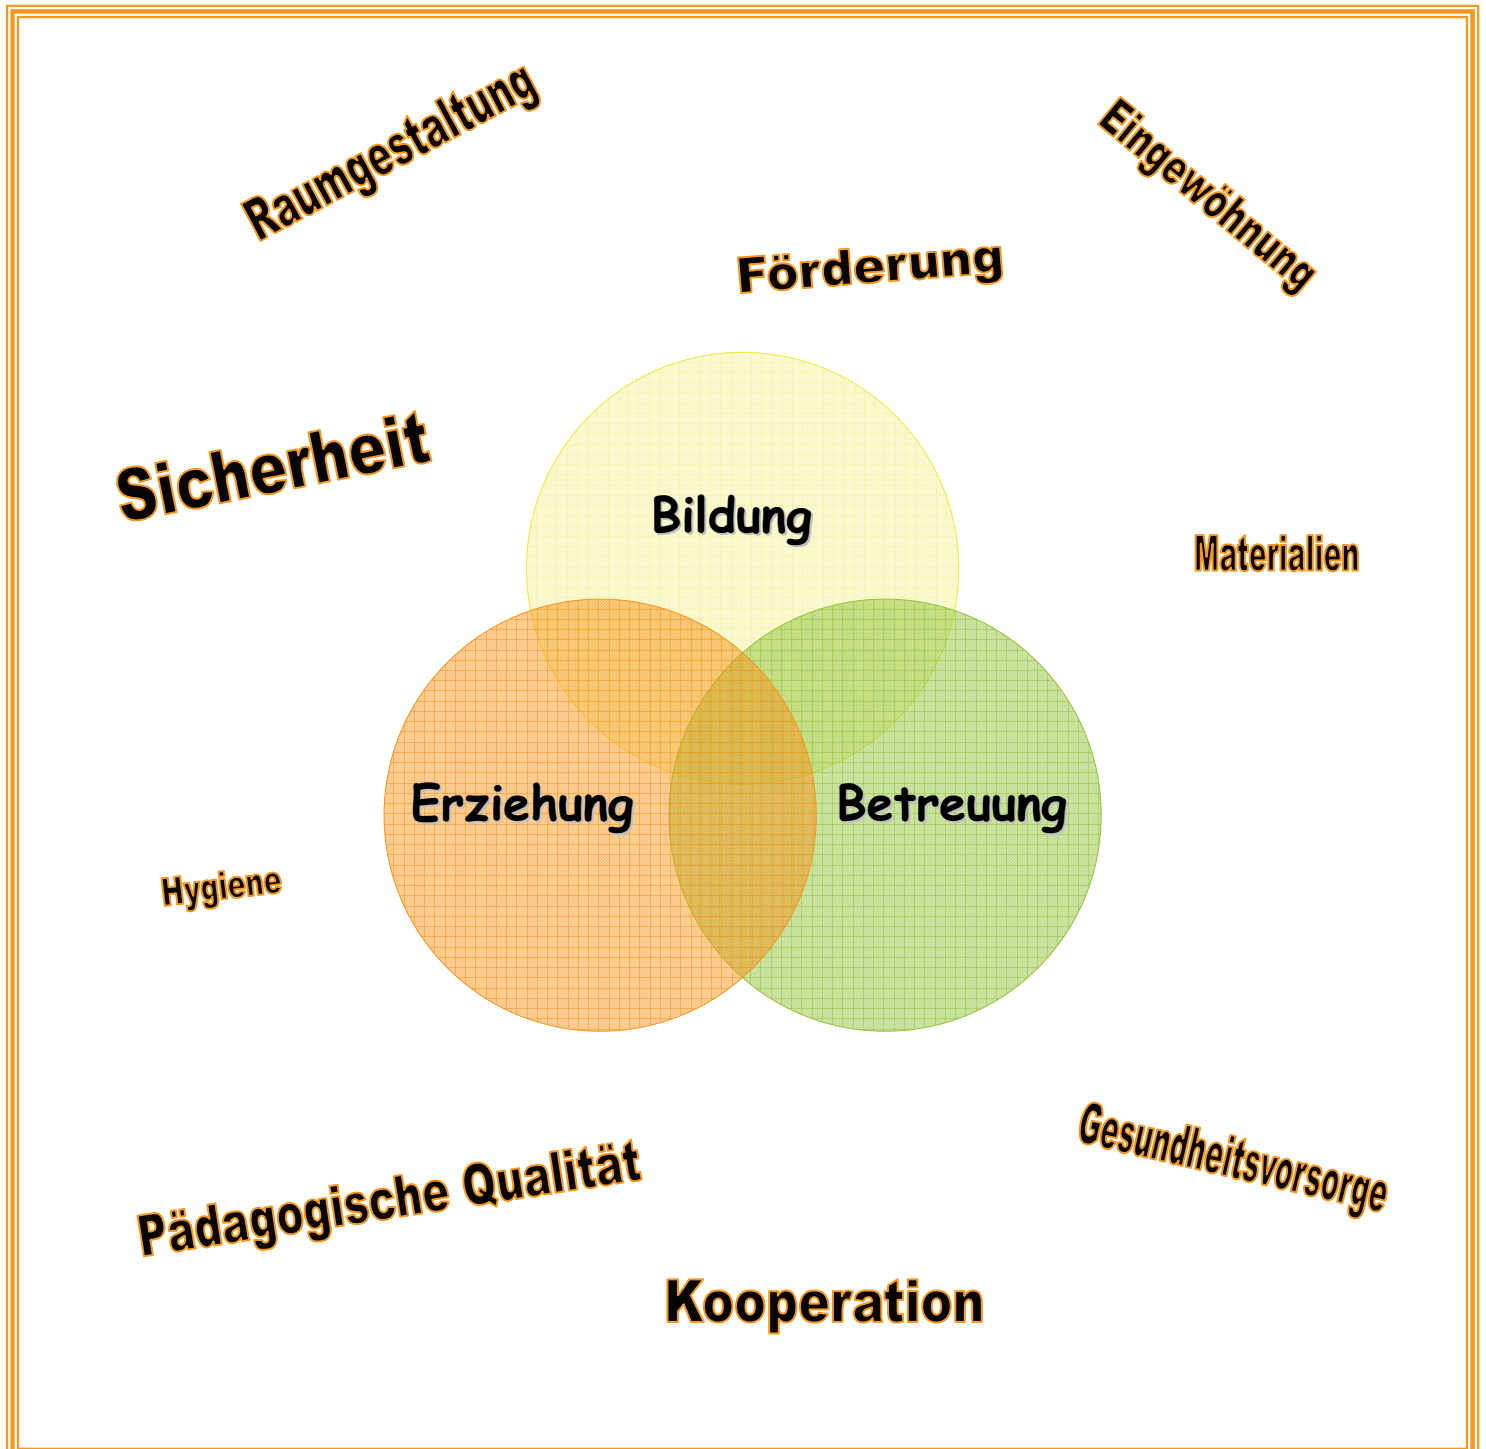 Raumgestaltung
Eingewöhnung
Förderung
Sicherheit
Bildung
Materialien
Erziehung
Betreuung
Hygiene
Gesundheitsvorsorge
Pädagogische Qualität
Kooperation